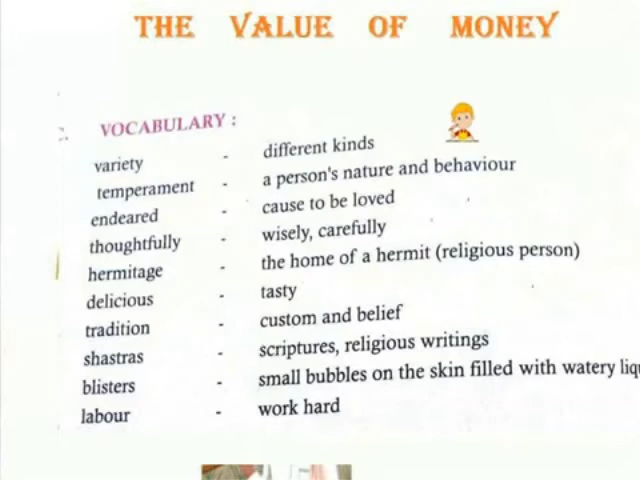 THE VALUE OF MONEY
VOCABULARY :
variety - different kinds
temperament - a person's nature and behaviour
endeared - cause to be loved
thoughtfully - wisely, carefully
hermitage - the home of a hermit (religious person)
delicious - tasty
tradition - custom and belief
shastras - scriptures, religious writings
blisters - small bubbles on the skin filled with watery
labour - work hard